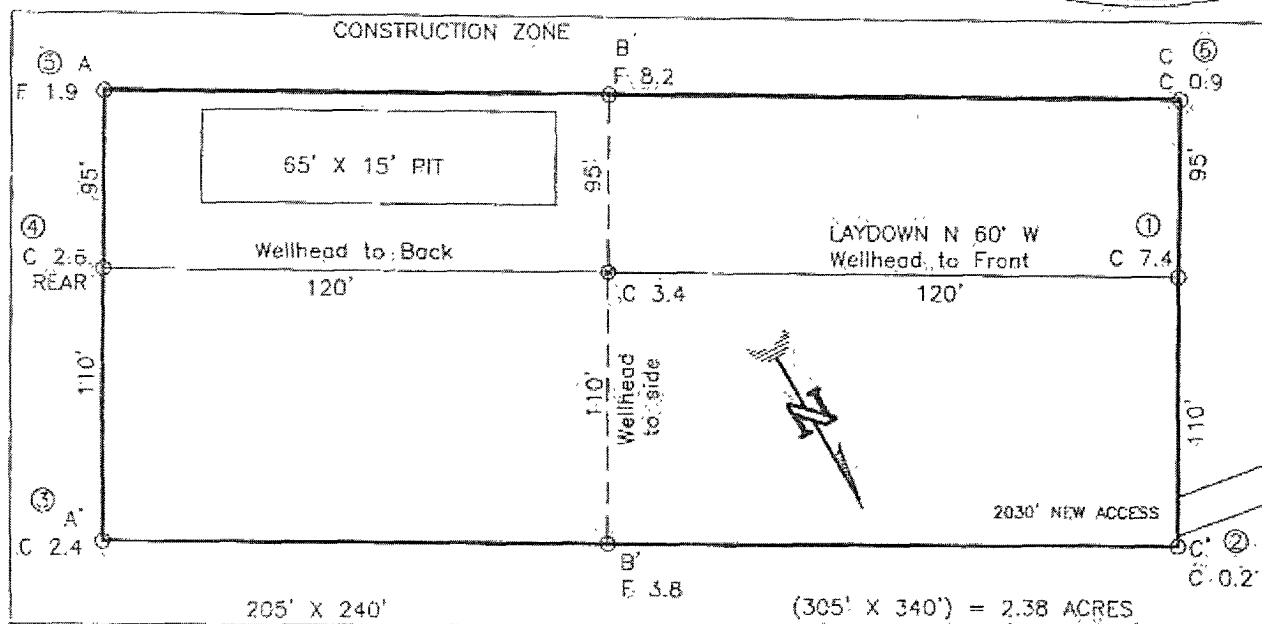 CONSTRUCTION ZONE
⑤ A
F 1.9
B
F 8.2
C ⑥
C 0.9
95'
65' X 15' PIT
95'
95'
④
C 2.6
REAR
Wellhead to Back
120'
C 3.4
LAYDOWN N 60° W
Wellhead to Front
120'
①
C 7.4
110'
110'
Wellhead
to side
N
110'
2030' NEW ACCESS
③
A'
C 2.4
B'
F 3.8
C' ②
C 0.2
205' X 240'
(305' X 340') = 2.38 ACRES